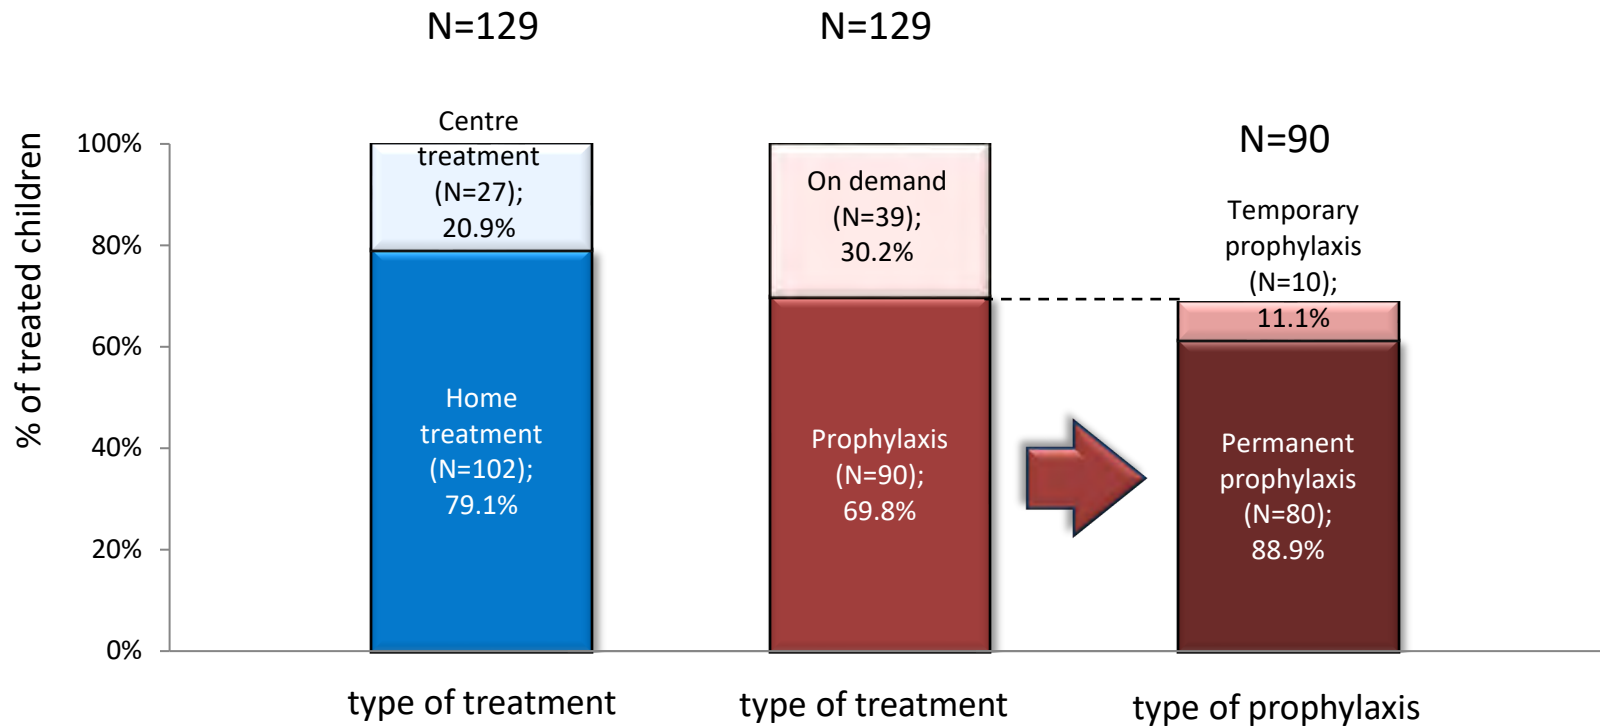 N=129
N=129
N=90
% of treated children
100%
80%
60%
40%
20%
0%
Centre
treatment
(N=27);
20.9%
Home
treatment
(N=102);
79.1%
On demand
(N=39);
30.2%
Prophylaxis
(N=90);
69.8%
Temporary
prophylaxis
(N=10);
11.1%
Permanent
prophylaxis
(N=80);
88.9%
type of treatment
type of treatment
type of prophylaxis